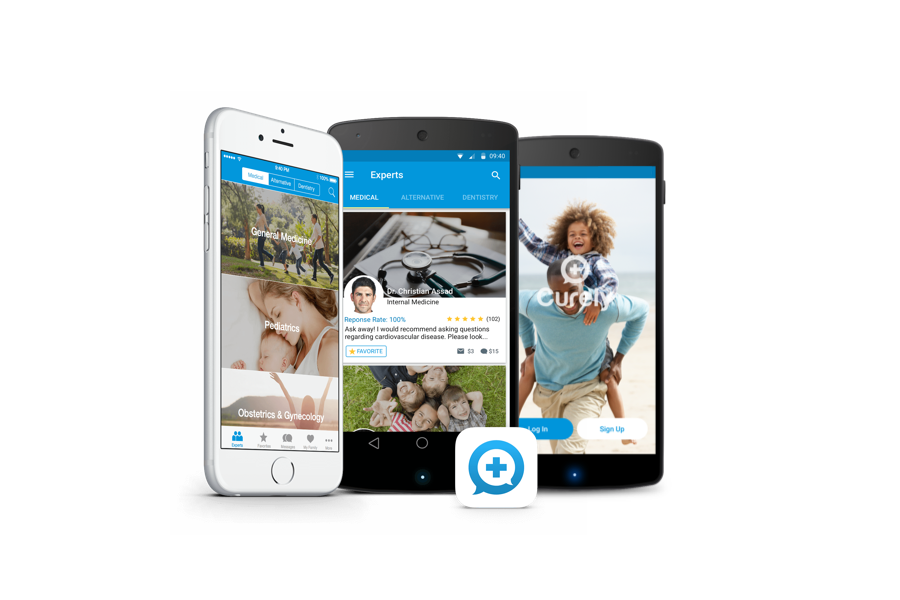 9:40 PM
100%
Medical
Alternative
Dentistry
General Medicine
Pediatrics
Obstetrics & Gynecology
Experts
Favorites
Messages
My Family
More
09:40
Experts
MEDICAL ALTERNATIVE DENTISTRY
Dr. Christian Assad
Internal Medicine
Reponse Rate: 100%
(102)
Ask away! I would recommend asking questions
regarding cardiovascular disease. Please look...
FAVORITE
$3
$15
Curely
Log In
Sign Up